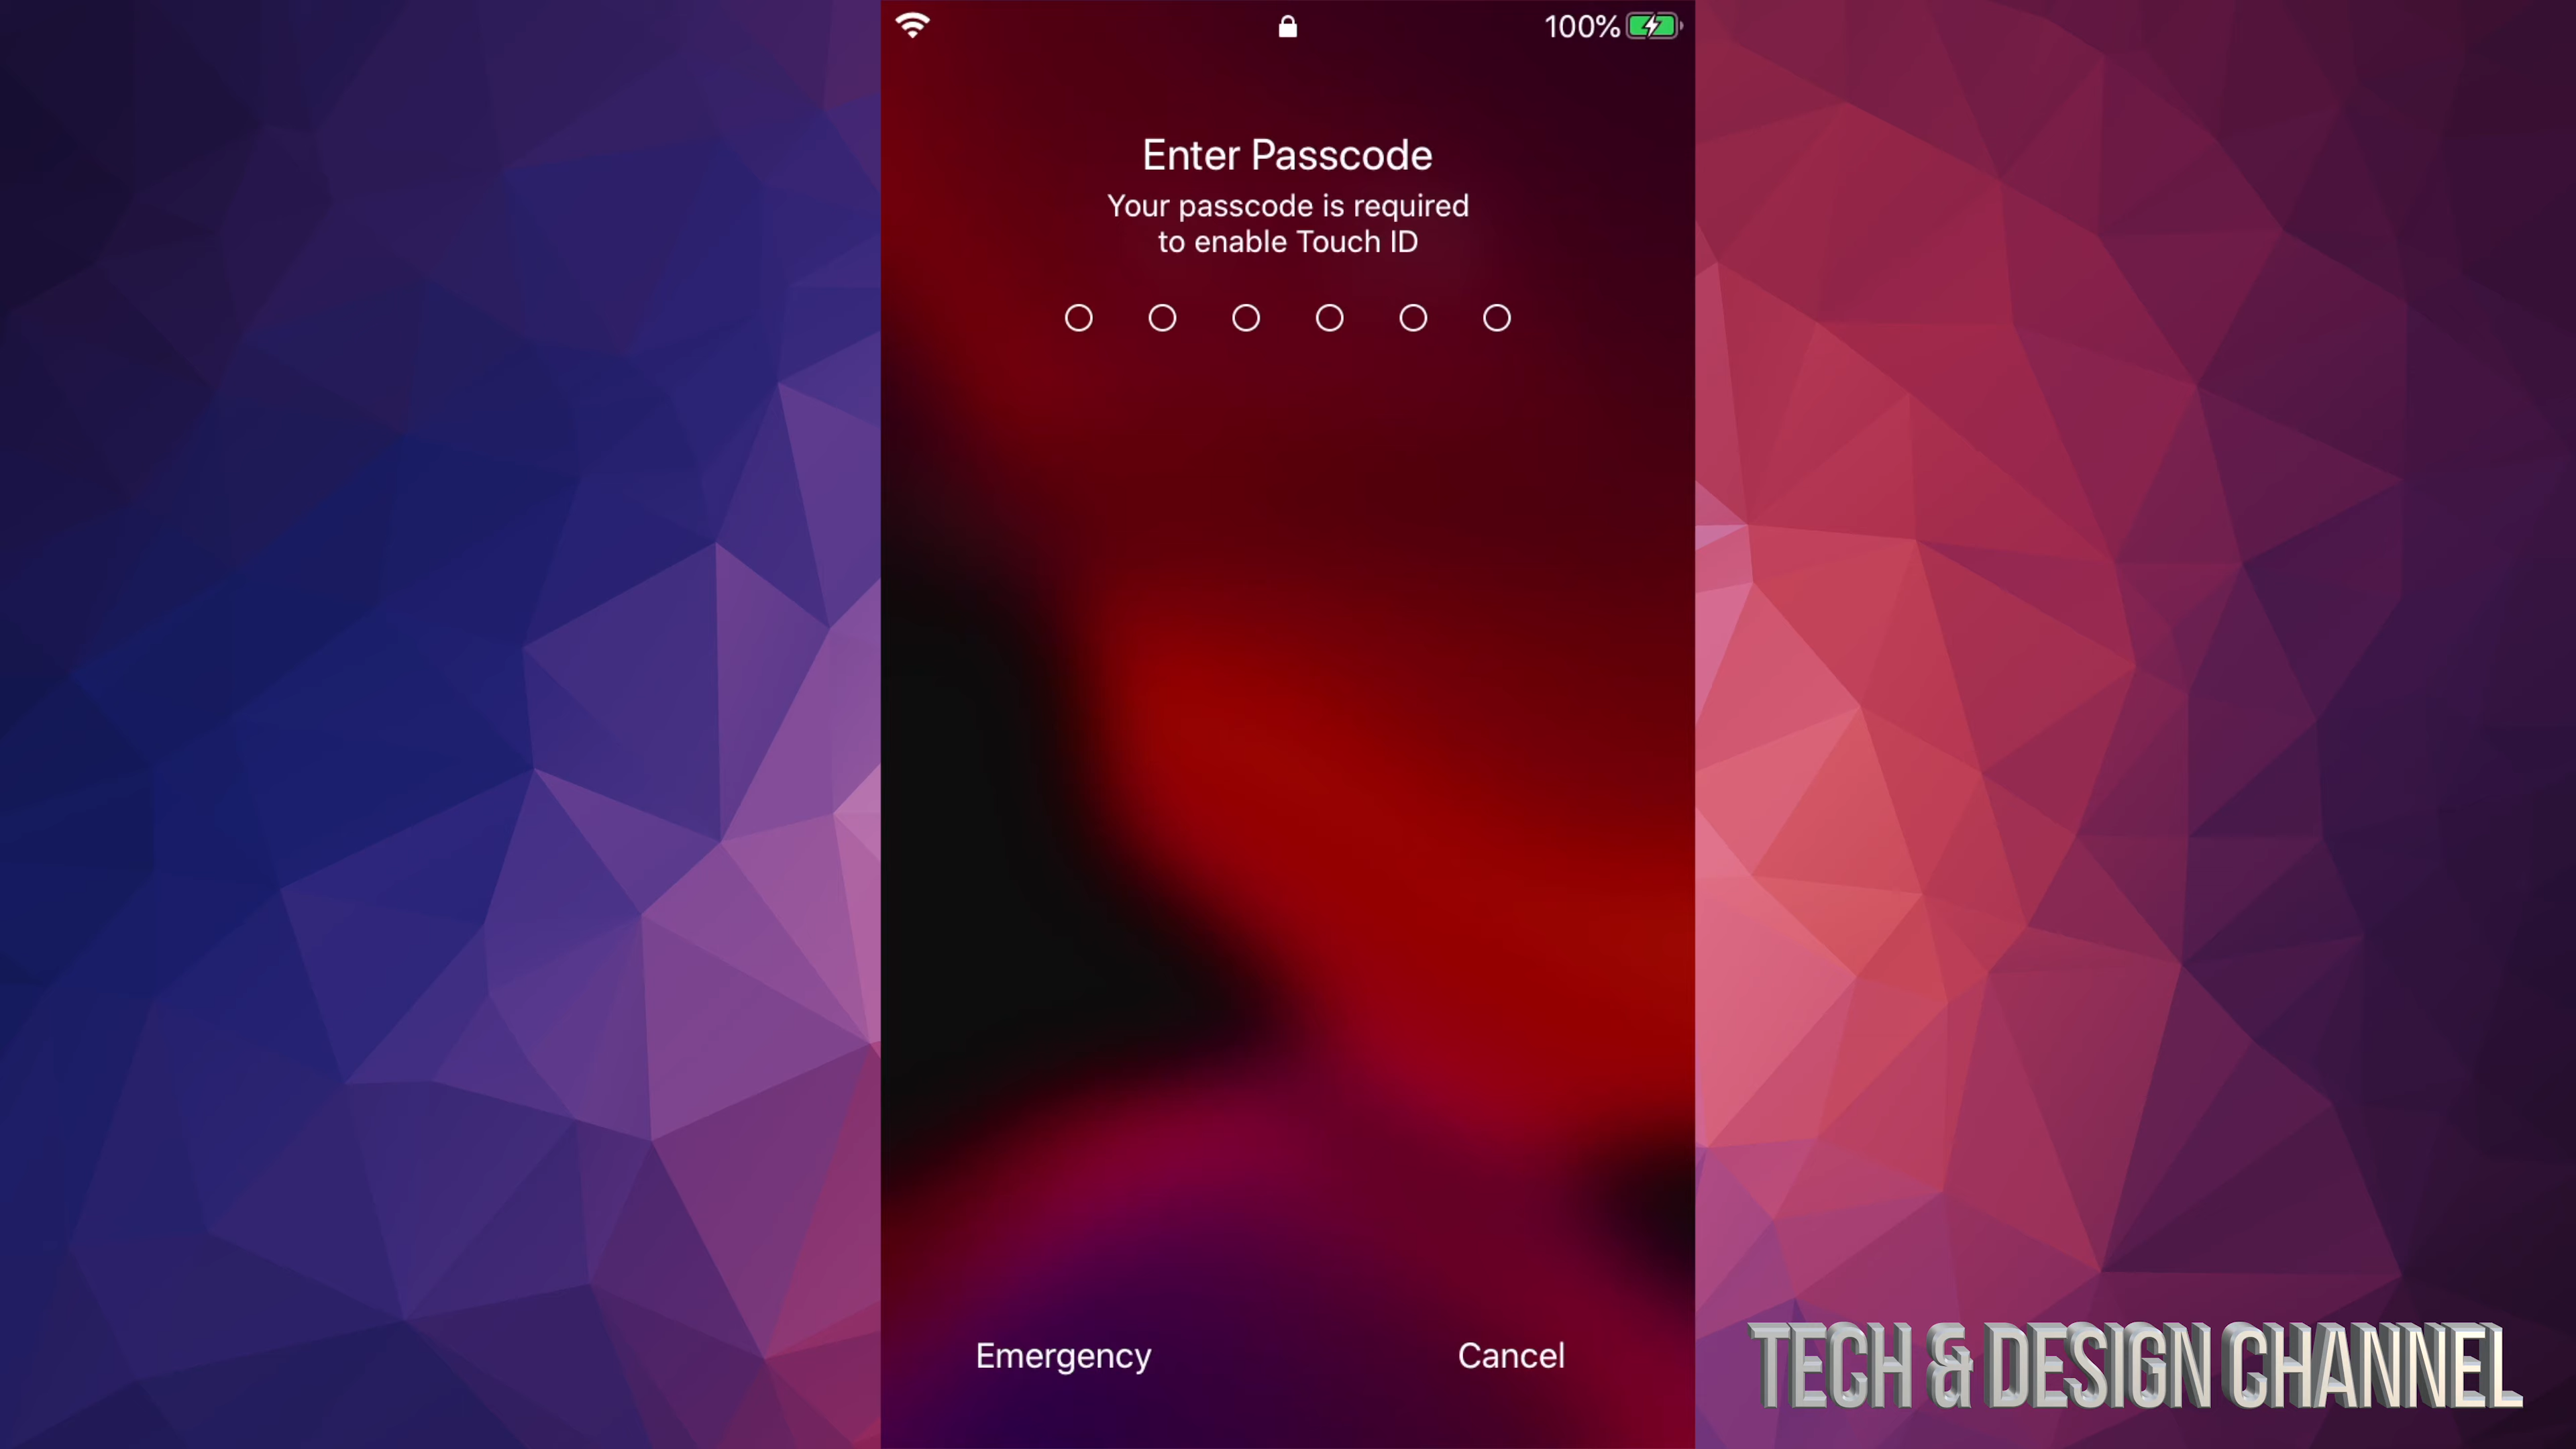 100%
Enter Passcode
Your passcode is required
to enable Touch ID
Emergency
Cancel
TECH & DESIGN CHANNEL